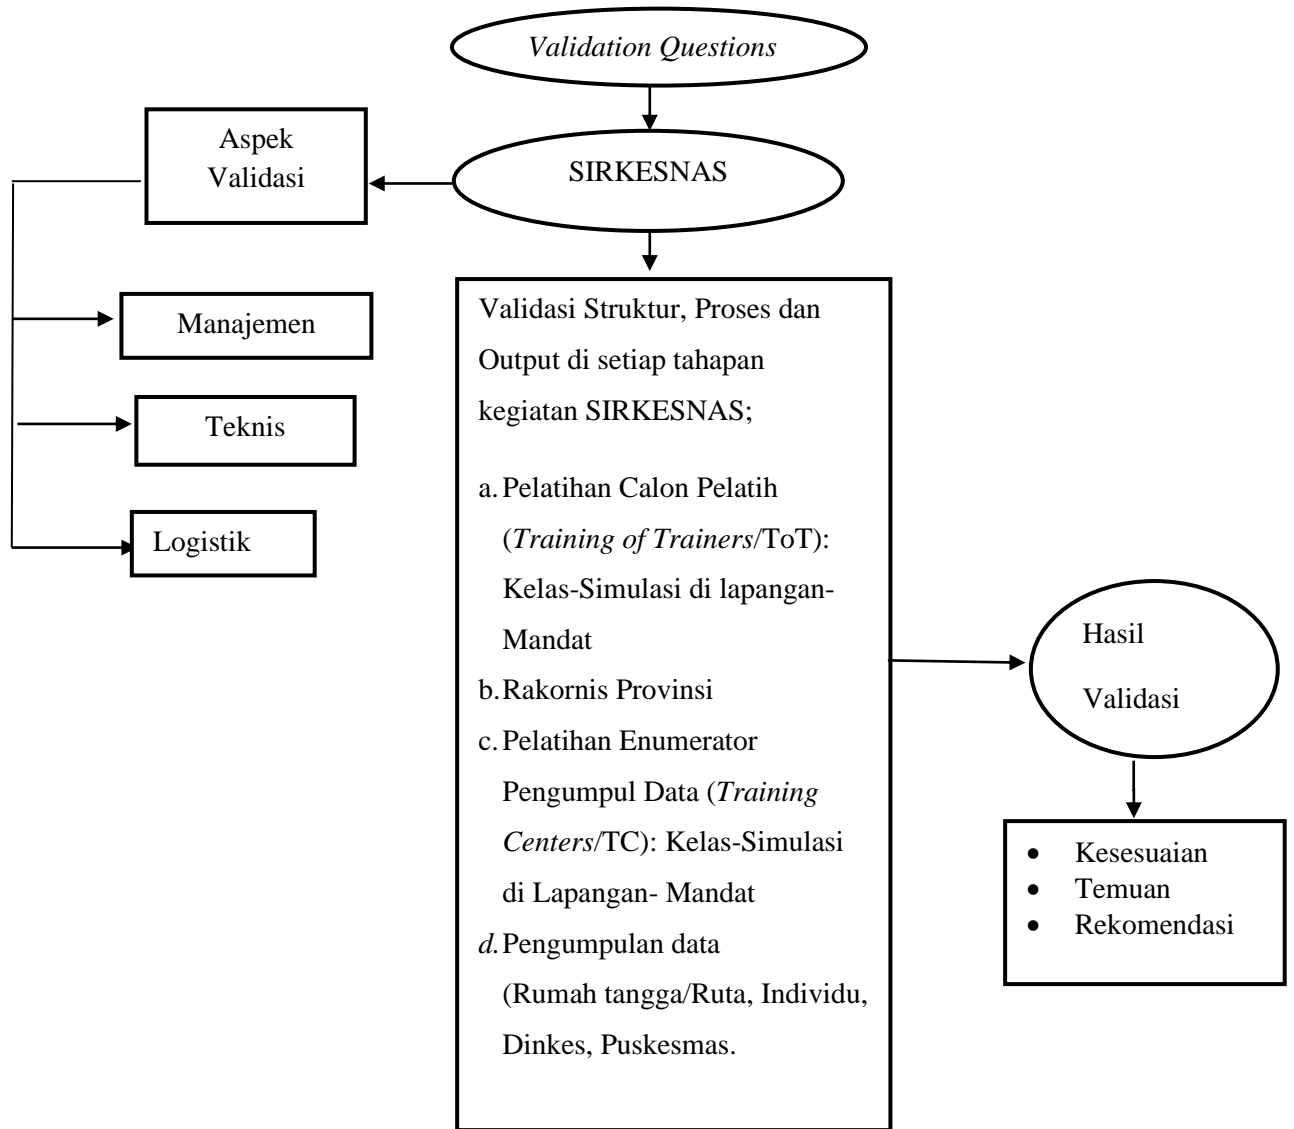 Validation Questions
Aspek
Validasi
SIRKESNAS
Manajemen
Teknis
Logistik
Validasi Struktur, Proses dan
Output di setiap tahapan
kegiatan SIRKESNAS;
a. Pelatihan Calon Pelatih
(Training of Trainers/ToT):
Kelas-Simulasi di lapangan-
Mandat
b. Rakornis Provinsi
c. Pelatihan Enumerator
Pengumpul Data (Training
Centers/TC): Kelas-Simulasi
di Lapangan- Mandat
d. Pengumpulan data
(Rumah tangga/Ruta, Individu,
Dinkes, Puskesmas.
Hasil
Validasi
• Kesesuaian
• Temuan
• Rekomendasi